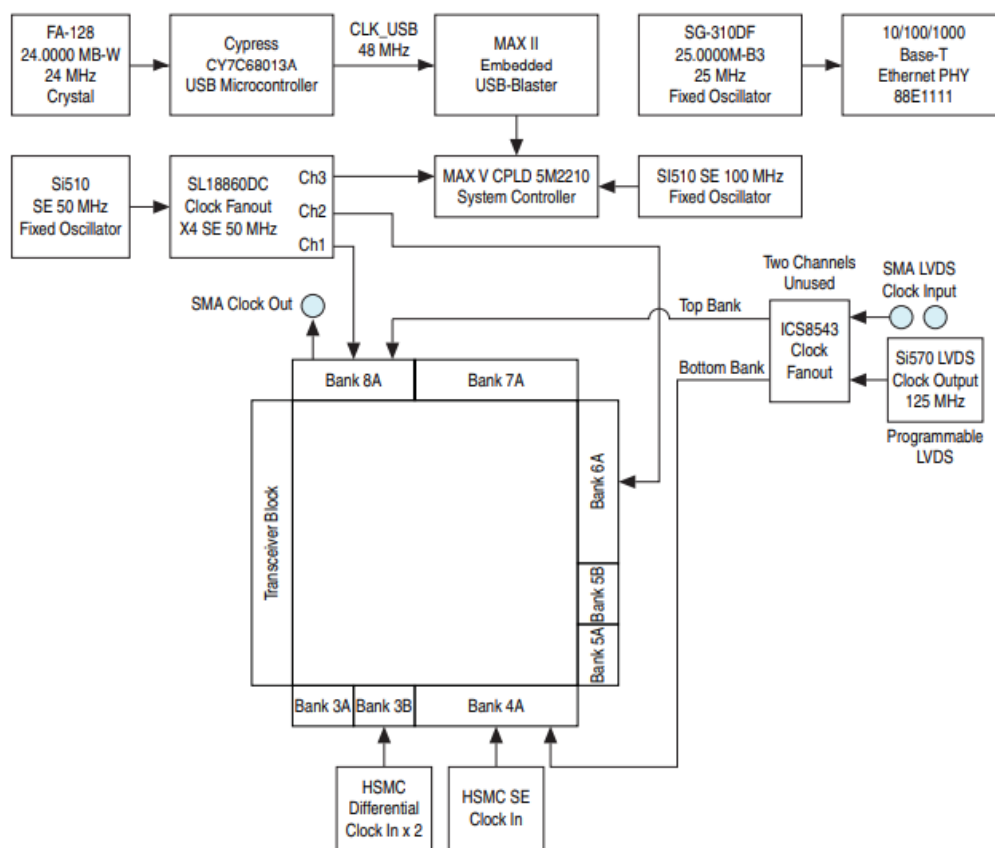 FA-128
24.0000 MB-W
24 MHz
Crystal
Cypress
CY7C68013A
USB Microcontroller
CLK_USB
48 MHz
MAX II
Embedded
USB-Blaster
SG-310DF
25.0000M-B3
25 MHz
Fixed Oscillator
10/100/1000
Base-T
Ethernet PHY
88E1111
Si510
SE 50 MHz
Fixed Oscillator
SL18860DC
Clock Fanout
X4 SE 50 MHz
Ch3
Ch2
Ch1
MAX V CPLD 5M2210
System Controller
SI510 SE 100 MHz
Fixed Oscillator
SMA Clock Out
Top Bank
Bottom Bank
Two Channels
Unused
ICS8543
Clock
Fanout
SMA LVDS
Clock Input
Si570 LVDS
Clock Output
125 MHz
Programmable
LVDS
Bank 8A
Bank 7A
Transceiver Block
Bank 6A
Bank 5B
Bank 5A
Bank 3A
Bank 3B
Bank 4A
HSMC
Differential
Clock In x 2
HSMC SE
Clock In